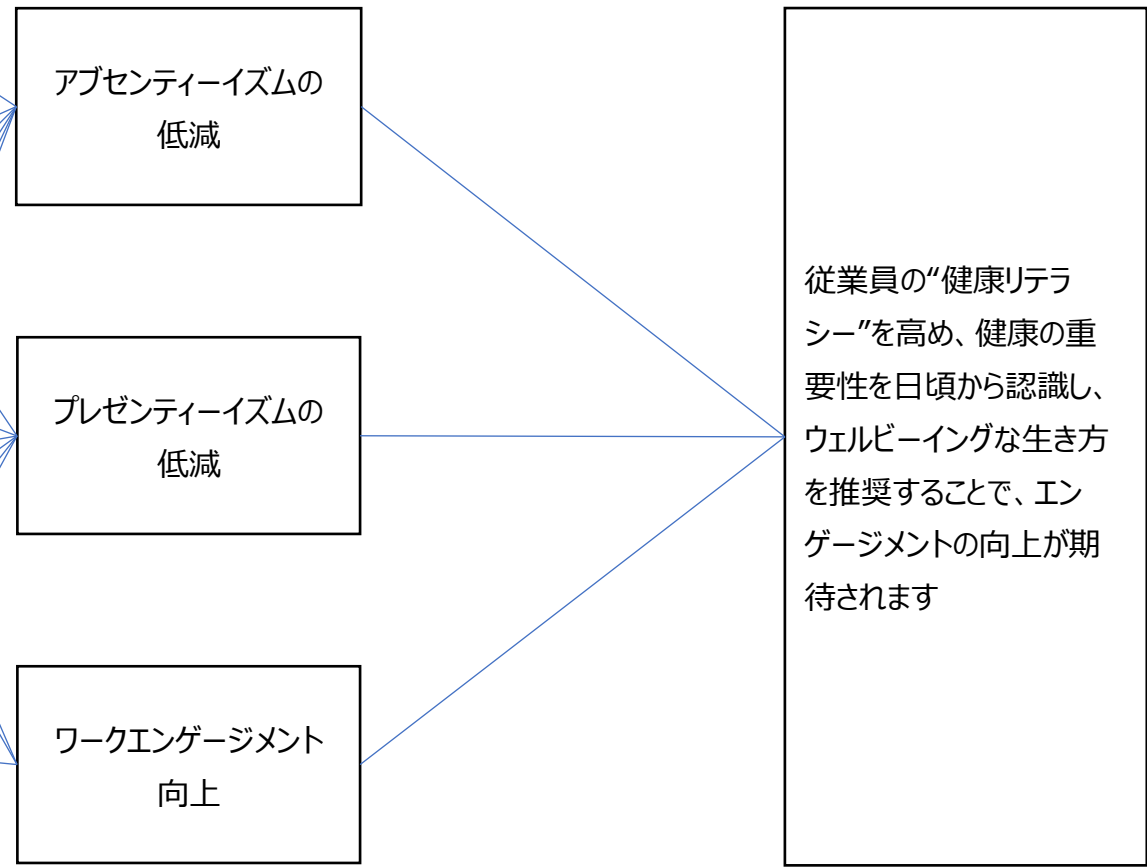 アブセンティーイズムの
低減
プレゼンティーイズムの
低減
ワークエンゲージメント
向上
従業員の“健康リテラ
シー”を高め、健康の重
要性を日頃から認識し、
ウェルビーイングな生き方
を推奨することで、エン
ゲージメントの向上が期
待されます